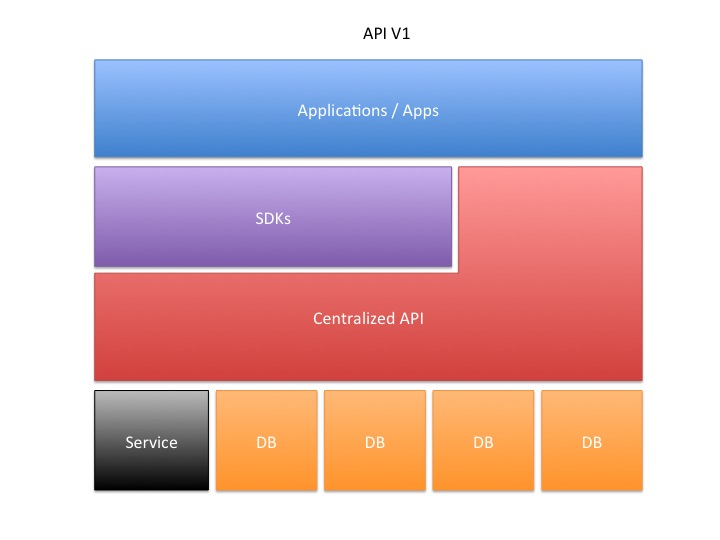 API V1
Applications / Apps
SDKs
Centralized API
Service
DB
DB
DB
DB